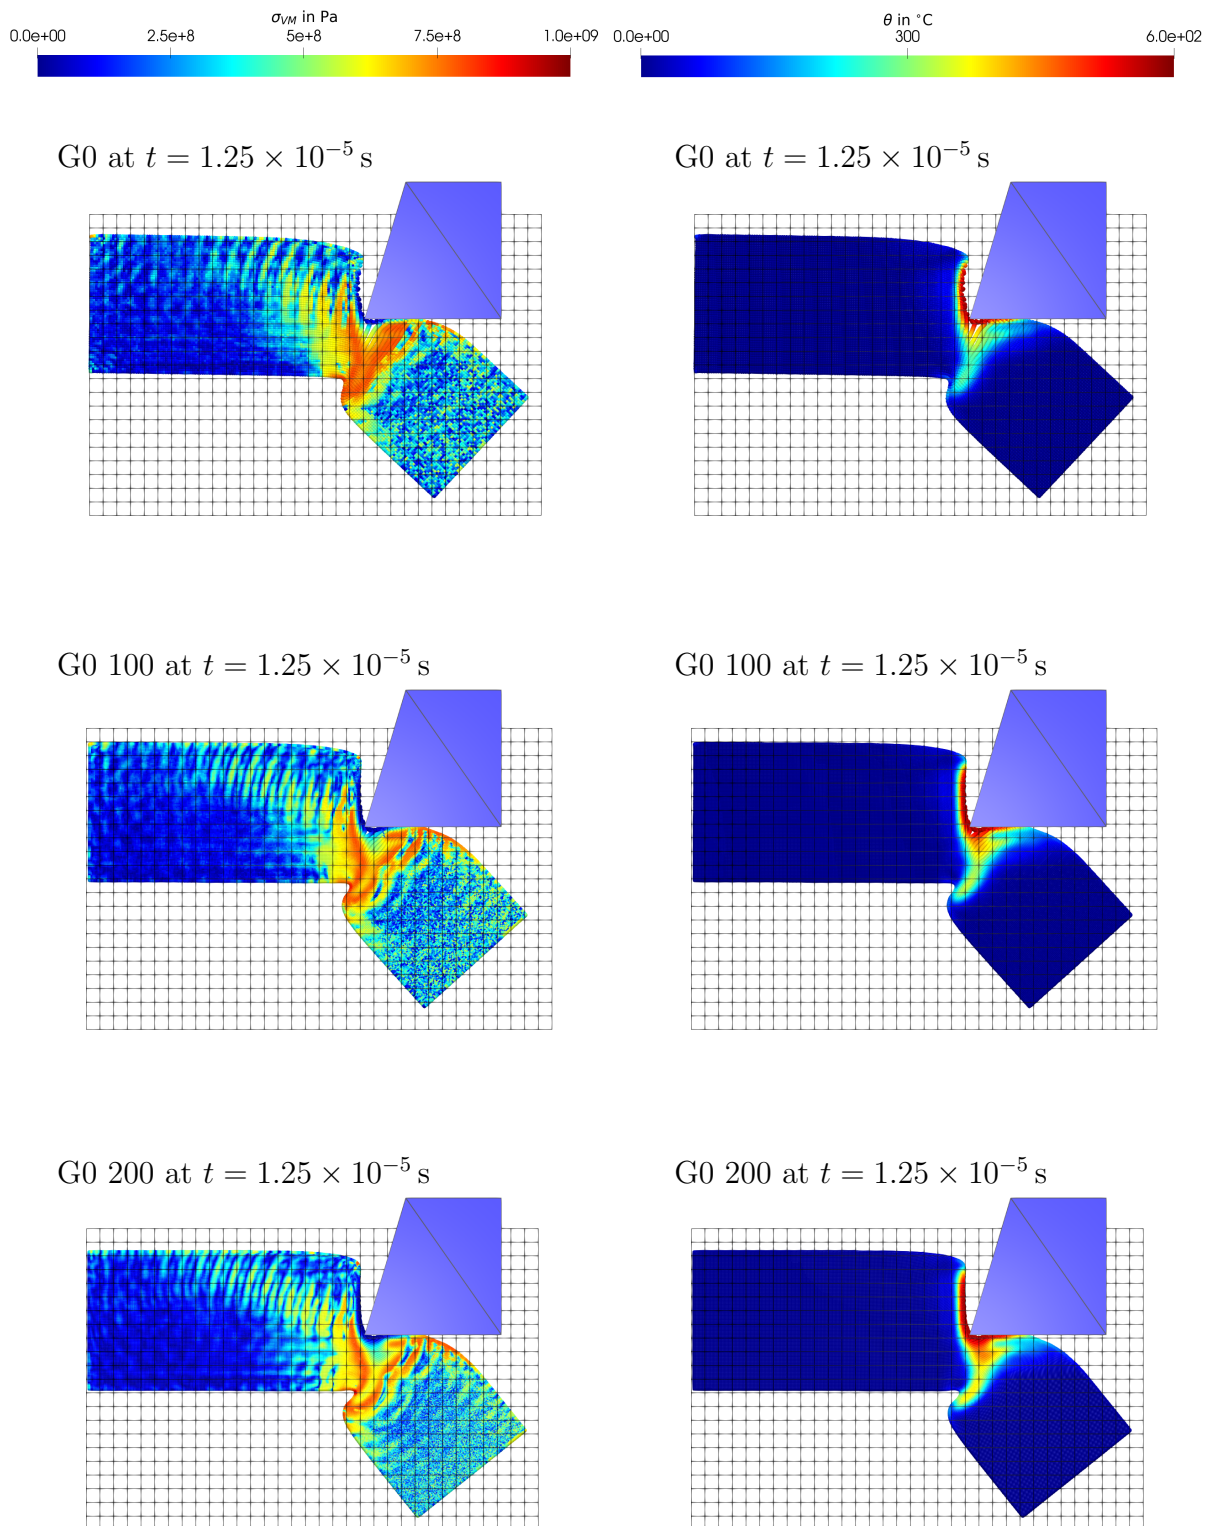 σ_VM in Pa
0.0e+00 2.5e+8 5e+8 7.5e+8 1.0e+09
θ in °C
0.0e+00 300 6.0e+02
G0 at t = 1.25 × 10⁻⁵ s
G0 at t = 1.25 × 10⁻⁵ s
G0 100 at t = 1.25 × 10⁻⁵ s
G0 100 at t = 1.25 × 10⁻⁵ s
G0 200 at t = 1.25 × 10⁻⁵ s
G0 200 at t = 1.25 × 10⁻⁵ s